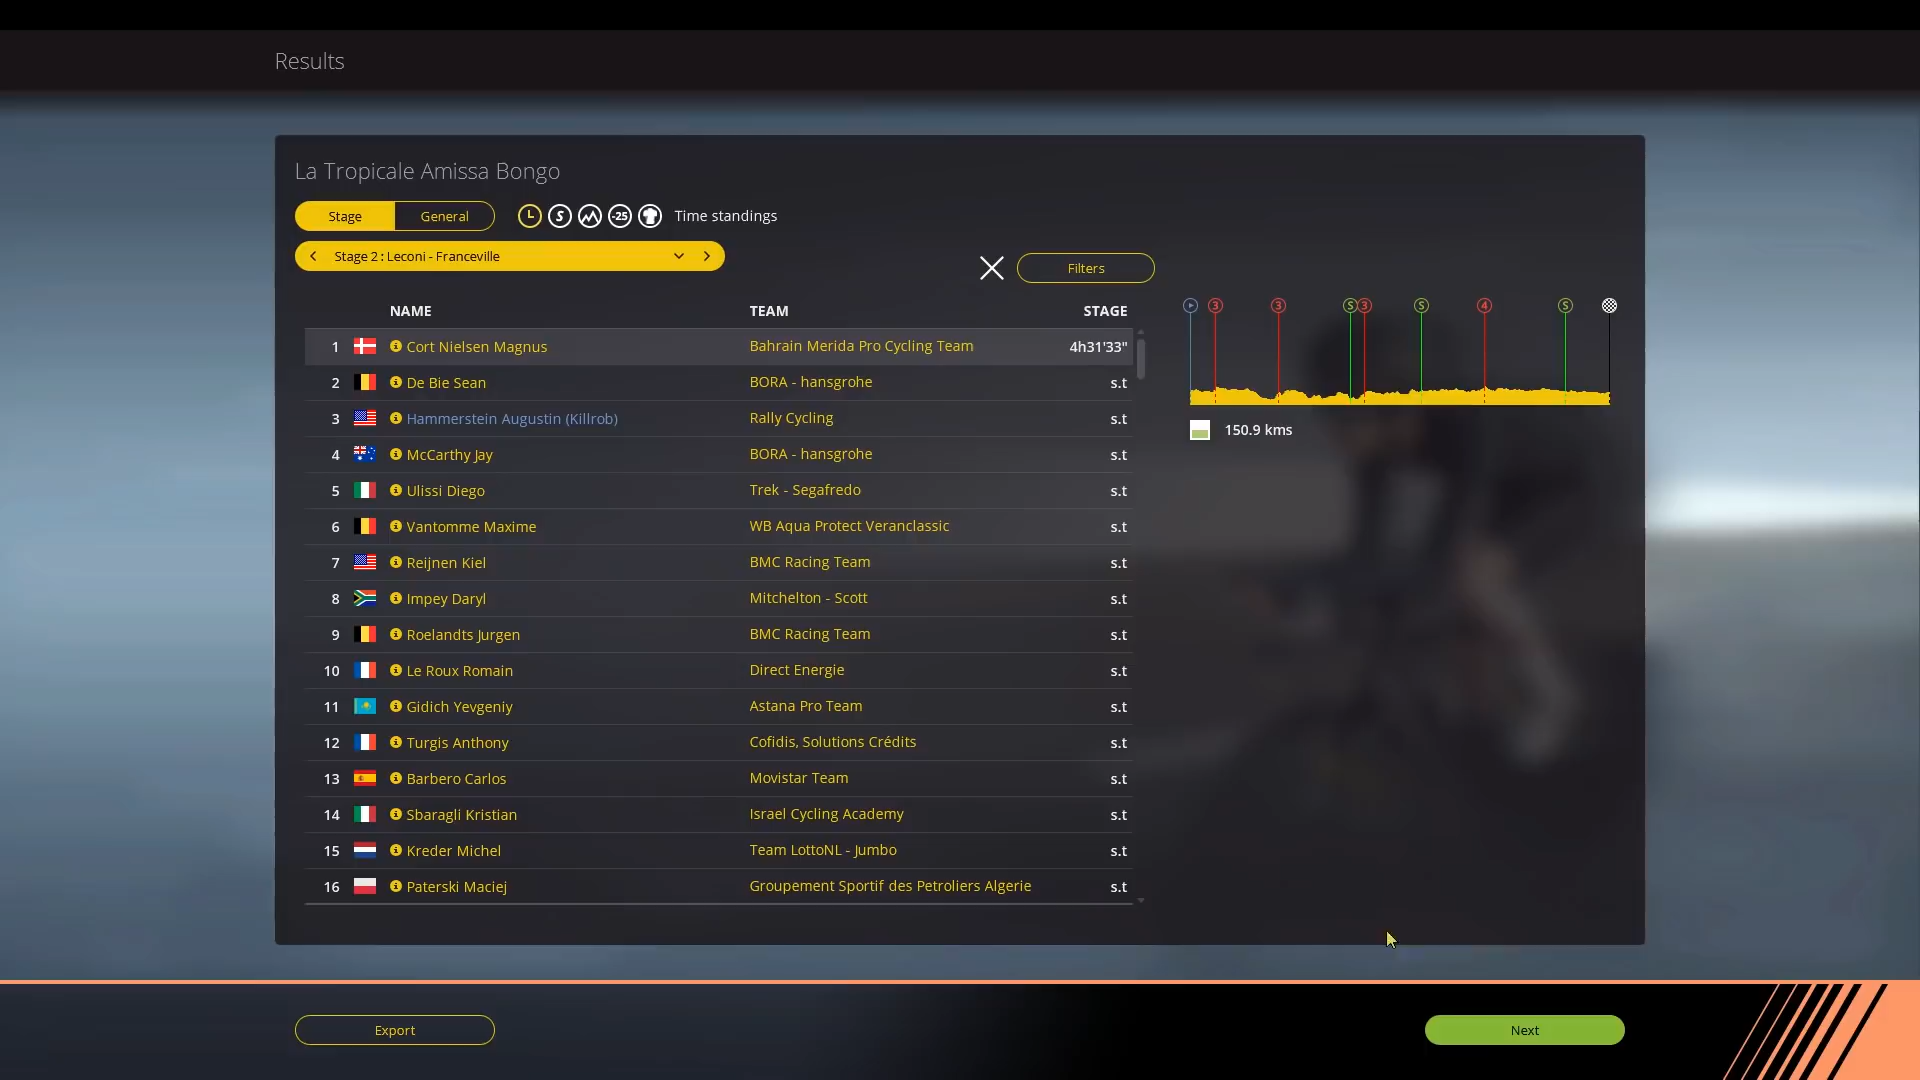 Results
La Tropicale Amissa Bongo
Stage General S -25 Time standings
Stage 2 : Leconi - Franceville
Filters
NAME TEAM STAGE
3 3 S 3 S 4 S
1 Cort Nielsen Magnus Bahrain Merida Pro Cycling Team 4h31'33"
2 De Bie Sean BORA - hansgrohe s.t
3 Hammerstein Augustin (Killrob) Rally Cycling s.t
150.9 kms
4 McCarthy Jay BORA - hansgrohe s.t
5 Ulissi Diego Trek - Segafredo s.t
6 Vantomme Maxime WB Aqua Protect Veranclassic s.t
7 Reijnen Kiel BMC Racing Team s.t
8 Impey Daryl Mitchelton - Scott s.t
9 Roelandts Jurgen BMC Racing Team s.t
10 Le Roux Romain Direct Energie s.t
11 Gidich Yevgeniy Astana Pro Team s.t
12 Turgis Anthony Cofidis, Solutions Crédits s.t
13 Barbero Carlos Movistar Team s.t
14 Sbaragli Kristian Israel Cycling Academy s.t
15 Kreder Michel Team LottoNL - Jumbo s.t
16 Paterski Maciej Groupement Sportif des Petroliers Algerie s.t
Export
Next